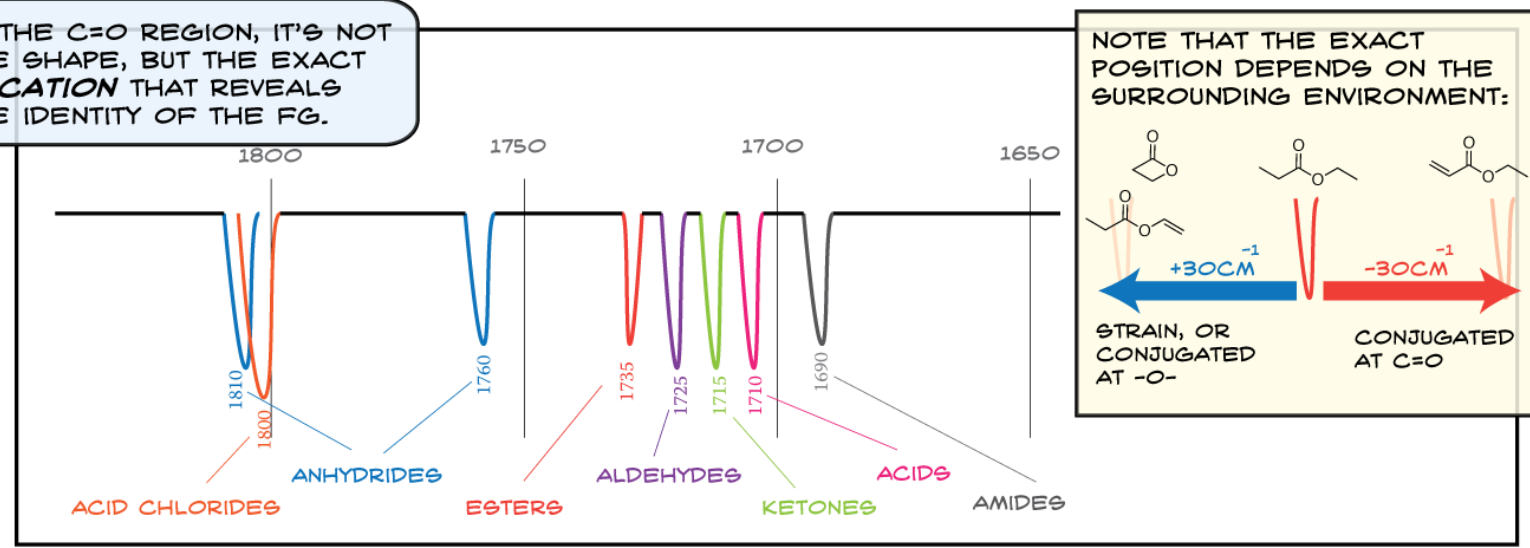 THE C=O REGION, IT'S NOT
SHAPE, BUT THE EXACT
CATION THAT REVEALS
IDENTITY OF THE FG.
NOTE THAT THE EXACT
POSITION DEPENDS ON THE
SURROUNDING ENVIRONMENT:
1800
1750
1700
1650
O
O
O
O
O
O
O
O
+30CM-1
-30CM-1
STRAIN, OR
CONJUGATED
AT -O-
CONJUGATED
AT C=O
1810
1800
1760
1735
1725
1715
1710
1690
ACID CHLORIDES
ANHYDRIDES
ESTERS
ALDEHYDES
KETONES
ACIDS
AMIDES